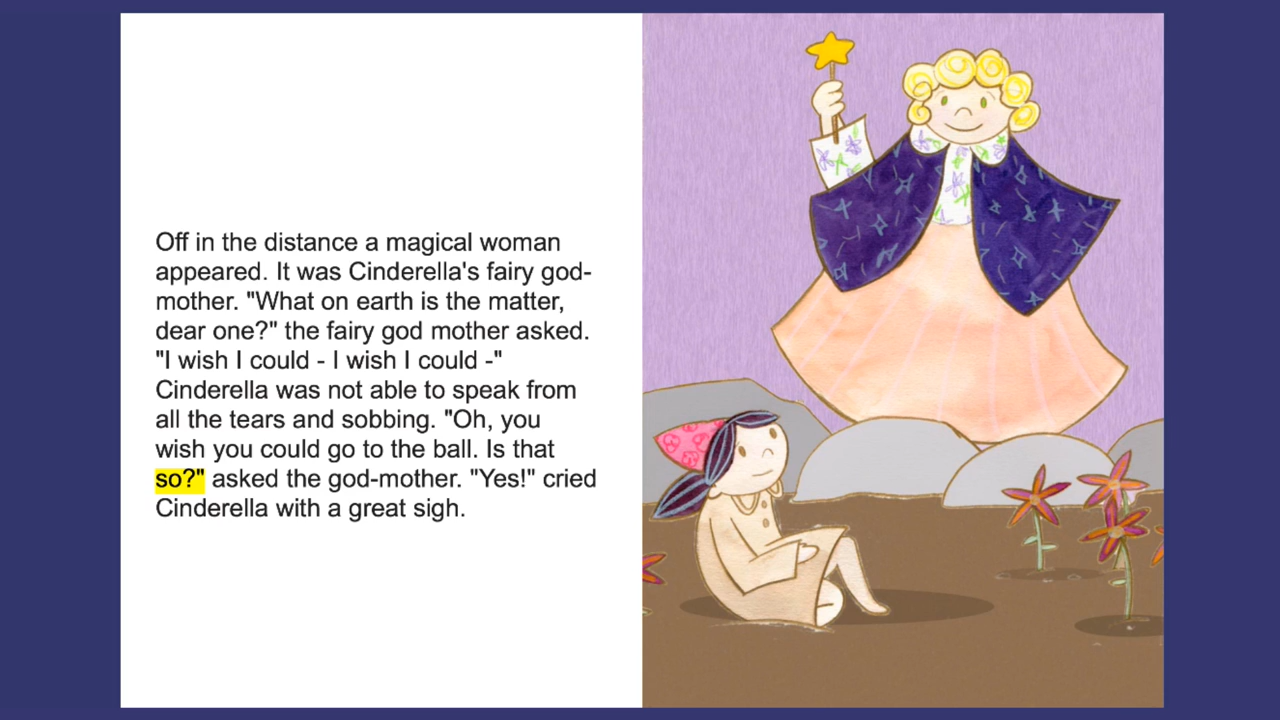 Off in the distance a magical woman
appeared. It was Cinderella's fairy god-
mother. "What on earth is the matter,
dear one?" the fairy god mother asked.
"I wish I could - I wish I could -"
Cinderella was not able to speak from
all the tears and sobbing. "Oh, you
wish you could go to the ball. Is that
so?" asked the god-mother. "Yes!" cried
Cinderella with a great sigh.